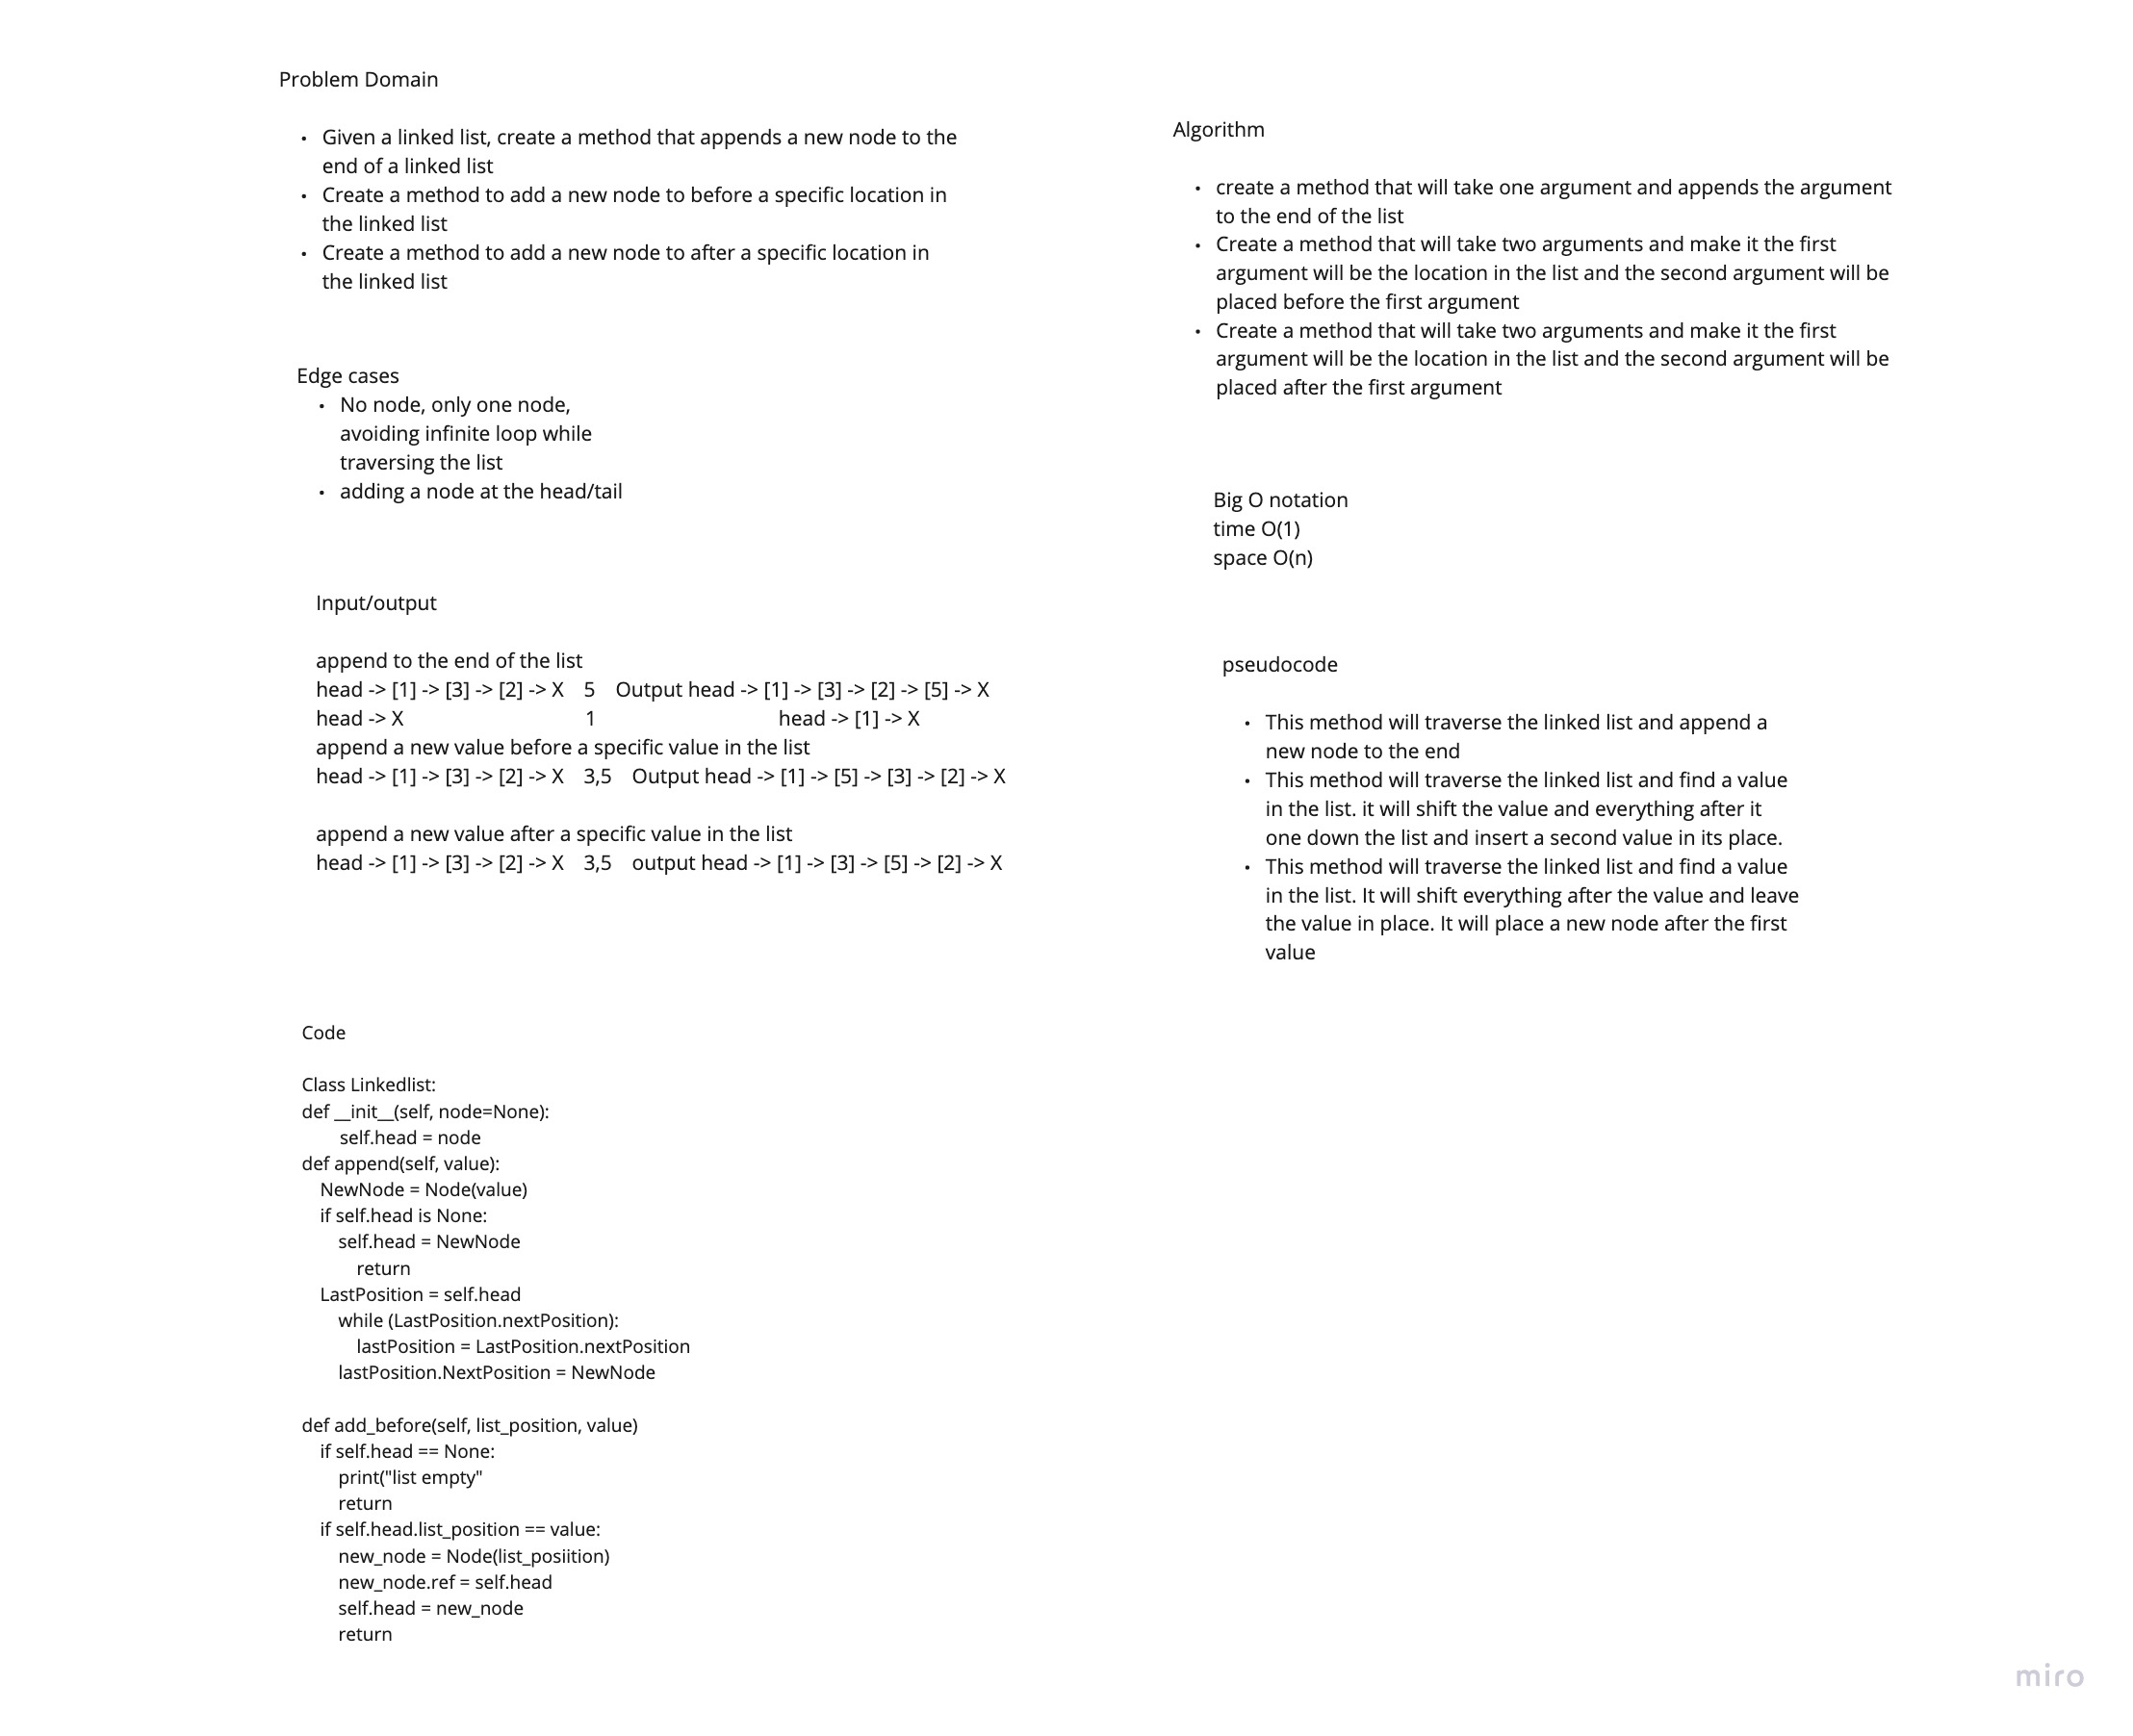 Problem Domain
• Given a linked list, create a method that appends a new node to the
end of a linked list
• Create a method to add a new node to before a specific location in
the linked list
• Create a method to add a new node to after a specific location in
the linked list
Edge cases
• No node, only one node,
avoiding infinite loop while
traversing the list
• adding a node at the head/tail
Input/output
append to the end of the list
head -> [1] -> [3] -> [2] -> X 5 Output head -> [1] -> [3] -> [2] -> [5] -> X
head -> X 1 head -> [1] -> X
append a new value before a specific value in the list
head -> [1] -> [3] -> [2] -> X 3,5 Output head -> [1] -> [5] -> [3] -> [2] -> X
append a new value after a specific value in the list
head -> [1] -> [3] -> [2] -> X 3,5 output head -> [1] -> [3] -> [5] -> [2] -> X
Code
Class Linkedlist:
def __init__(self, node=None):
self.head = node
def append(self, value):
NewNode = Node(value)
if self.head is None:
self.head = NewNode
return
LastPosition = self.head
while (LastPosition.nextPosition):
lastPosition = LastPosition.nextPosition
lastPosition.NextPosition = NewNode
def add_before(self, list_position, value)
if self.head == None:
print("list empty"
return
if self.head.list_position == value:
new_node = Node(list_posiition)
new_node.ref = self.head
self.head = new_node
return
Algorithm
• create a method that will take one argument and appends the argument
to the end of the list
• Create a method that will take two arguments and make it the first
argument will be the location in the list and the second argument will be
placed before the first argument
• Create a method that will take two arguments and make it the first
argument will be the location in the list and the second argument will be
placed after the first argument
Big O notation
time O(1)
space O(n)
pseudocode
• This method will traverse the linked list and append a
new node to the end
• This method will traverse the linked list and find a value
in the list. it will shift the value and everything after it
one down the list and insert a second value in its place.
• This method will traverse the linked list and find a value
in the list. It will shift everything after the value and leave
the value in place. It will place a new node after the first
value
miro